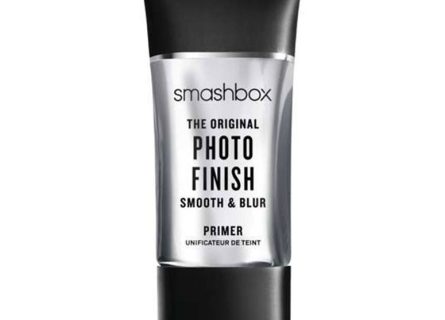 smashbox
THE ORIGINAL
PHOTO
FINISH
SMOOTH & BLUR
PRIMER
UNIFICATEUR DE TEINT